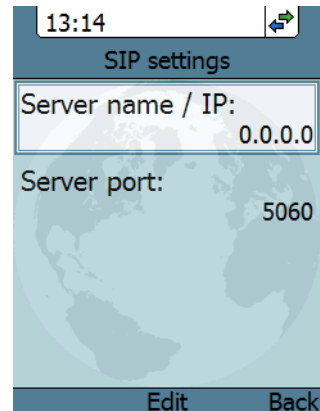 13:14
SIP settings
Server name / IP:
0.0.0.0
Server port:
5060
Edit Back